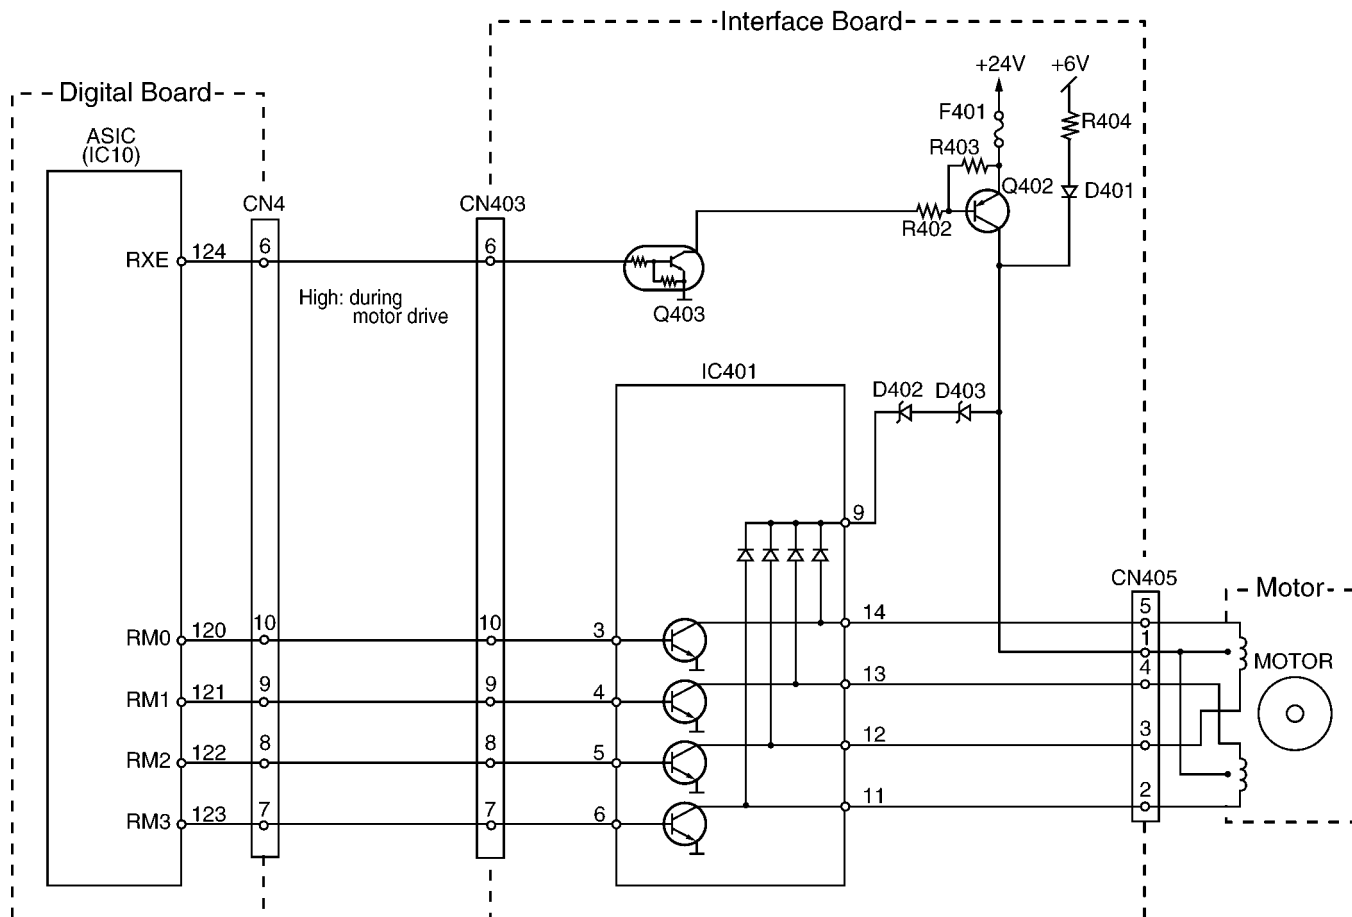 Interface Board
+24V +6V
Digital Board
F401
R404
ASIC
(IC10)
R403
Q402
D401
CN4
CN403
R402
RXE 124 6 6
High: during
motor drive
Q403
IC401
D402 D403
9
CN405
Motor
14 5
RM0 120 10 10 3
1
MOTOR
13 4
RM1 121 9 9 4
12 3
RM2 122 8 8 5
11 2
RM3 123 7 7 6